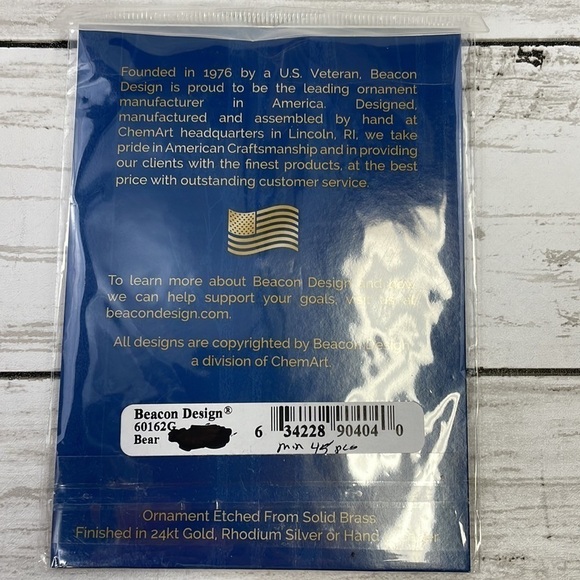 Founded in 1976 by a U.S. Veteran, Beacon
Design is proud to be the leading ornament
manufacturer in America. Designed,
manufactured and assembled by hand at
ChemArt headquarters in Lincoln, RI, we take
pride in American Craftsmanship and in providing
our clients with the finest products, at the best
price with outstanding customer service.
To learn more about Beacon Design and how
we can help support your goals,
beacondesign.com.
All designs are copyrighted by Beacon Design
a division of ChemArt.
Beacon Design®
60162G
Bear
6 34228 90404 0
min 45 pcs
Ornament Etched From Solid Brass
Finished in 24kt Gold, Rhodium Silver or Hand